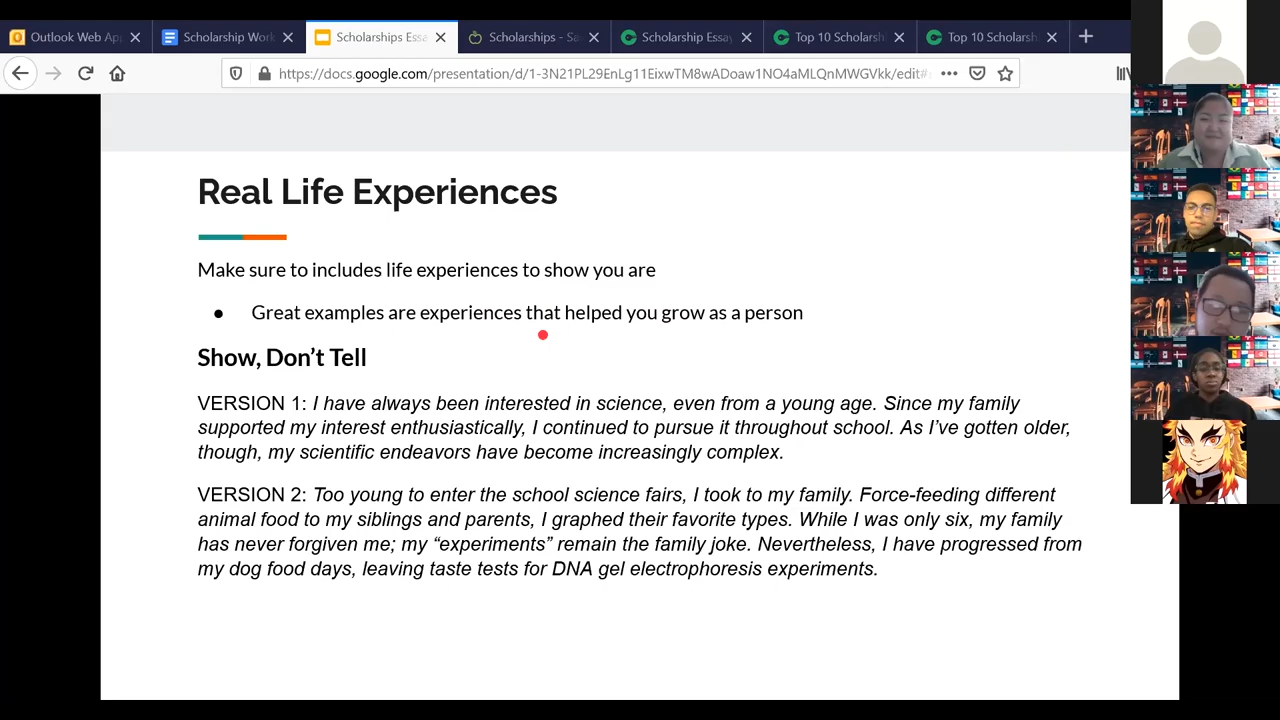 Outlook Web Ap
Scholarship Work
Scholarships Essa
Scholarships - Sa
Scholarship Essay
Top 10 Scholarsh
Top 10 Scholarsh
https://docs.google.com/presentation/d/1-3N21PL29EnLg11EixwTM8wADoaw1NO4aMLQnMWGVkk/edit#
Real Life Experiences
Make sure to includes life experiences to show you are
● Great examples are experiences that helped you grow as a person
Show, Don’t Tell
VERSION 1: I have always been interested in science, even from a young age. Since my family
supported my interest enthusiastically, I continued to pursue it throughout school. As I’ve gotten older,
though, my scientific endeavors have become increasingly complex.
VERSION 2: Too young to enter the school science fairs, I took to my family. Force-feeding different
animal food to my siblings and parents, I graphed their favorite types. While I was only six, my family
has never forgiven me; my “experiments” remain the family joke. Nevertheless, I have progressed from
my dog food days, leaving taste tests for DNA gel electrophoresis experiments.